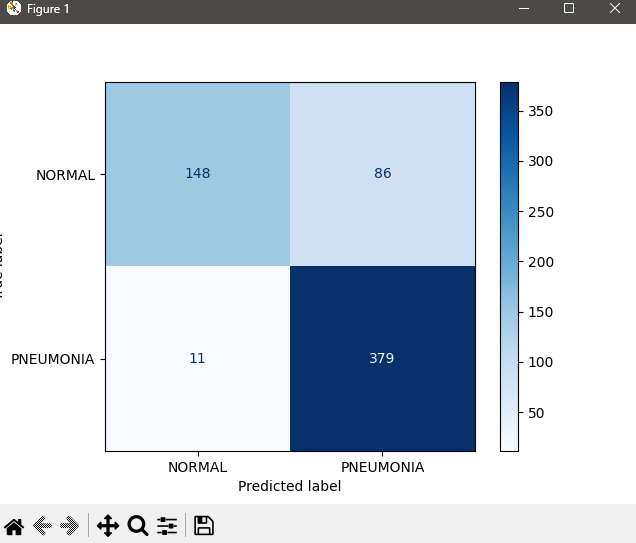 Figure 1
350
NORMAL
148
86
300
250
200
150
PNEUMONIA
11
379
100
50
NORMAL
PNEUMONIA
Predicted label